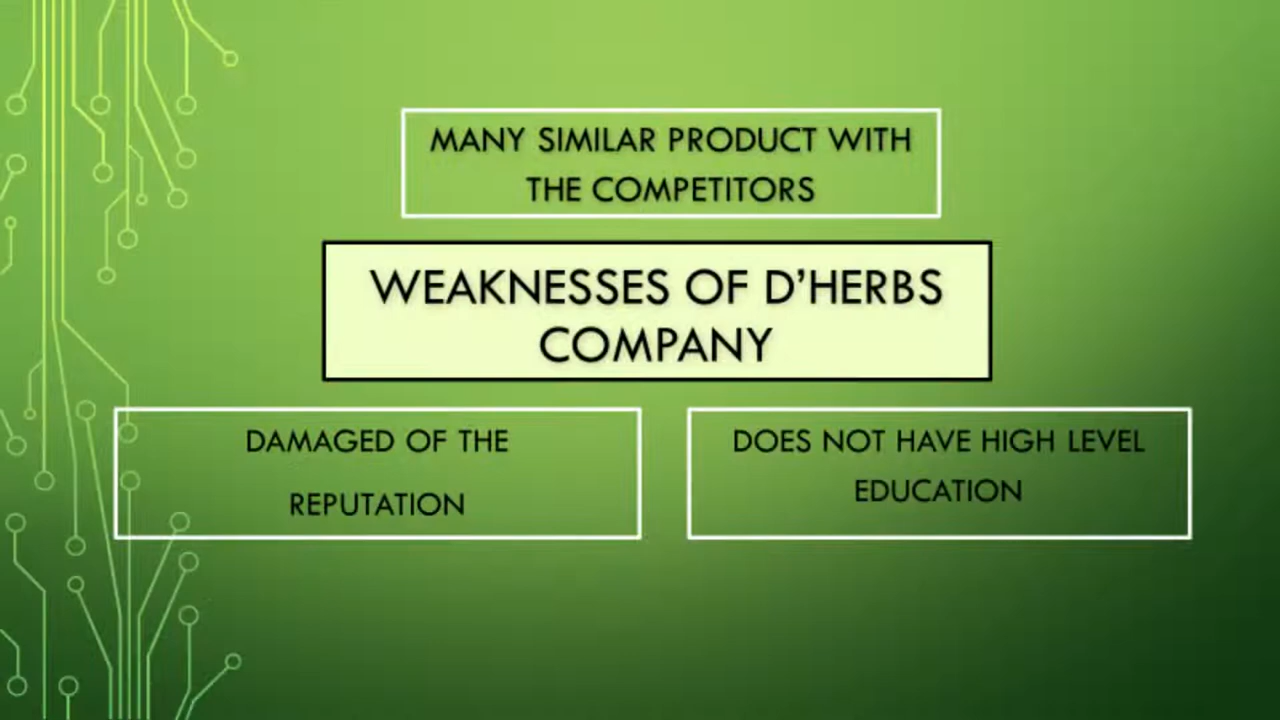 MANY SIMILAR PRODUCT WITH
THE COMPETITORS
WEAKNESSES OF D’HERBS
COMPANY
DAMAGED OF THE
REPUTATION
DOES NOT HAVE HIGH LEVEL
EDUCATION